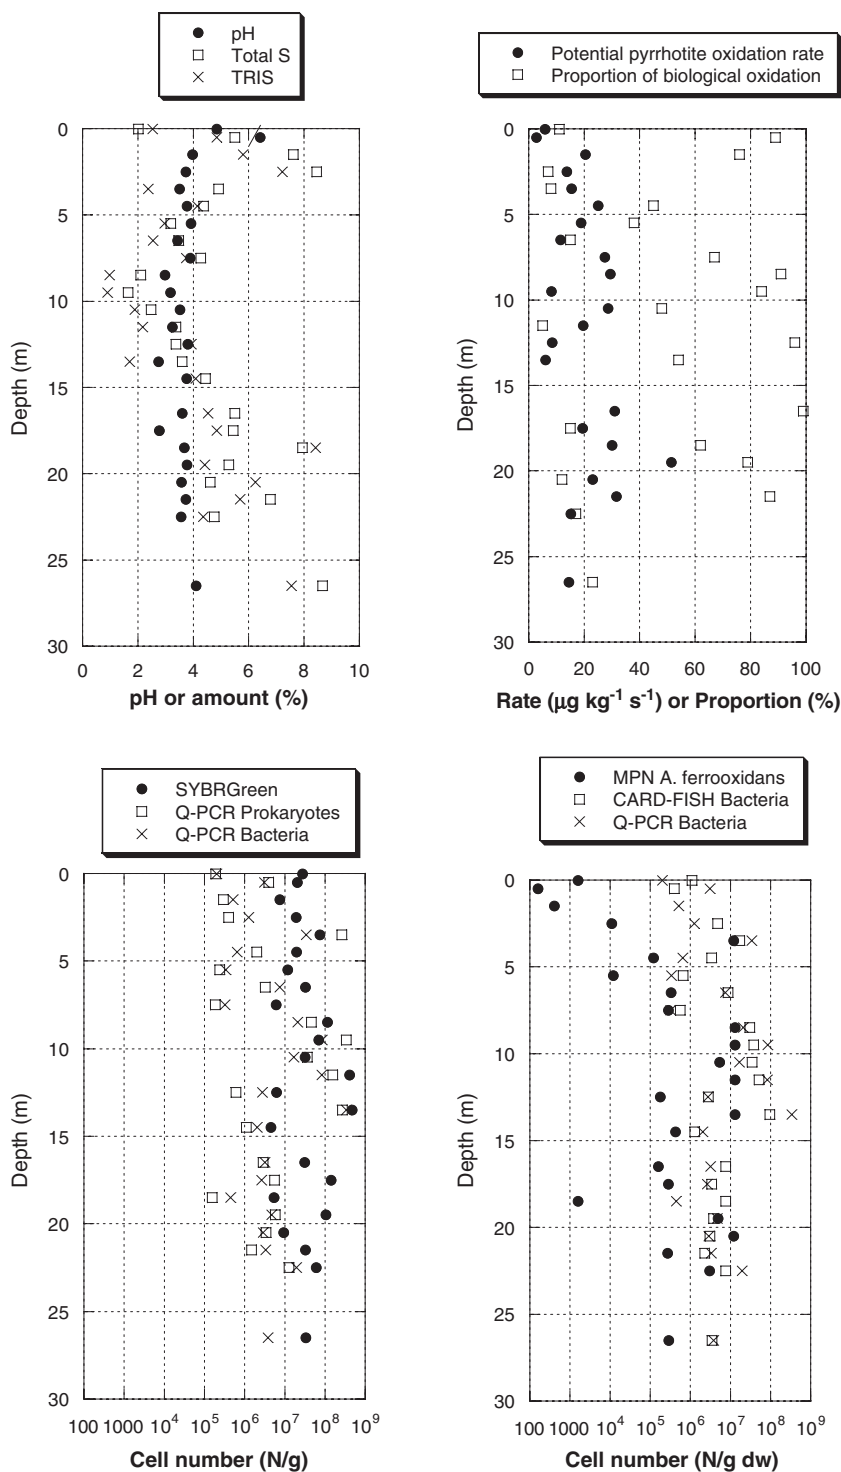 pH
Total S
TRIS
0
5
10
15
20
25
30
Depth (m)
0 2 4 6 8 10
pH or amount (%)
Potential pyrrhotite oxidation rate
Proportion of biological oxidation
0
5
10
15
20
25
30
Depth (m)
0 20 40 60 80 100
Rate (μg kg⁻¹ s⁻¹) or Proportion (%)
SYBRGreen
Q-PCR Prokaryotes
Q-PCR Bacteria
0
5
10
15
20
25
30
Depth (m)
100 1000 10⁴ 10⁵ 10⁶ 10⁷ 10⁸ 10⁹
Cell number (N/g)
MPN A. ferrooxidans
CARD-FISH Bacteria
Q-PCR Bacteria
0
5
10
15
20
25
30
Depth (m)
100 1000 10⁴ 10⁵ 10⁶ 10⁷ 10⁸ 10⁹
Cell number (N/g dw)